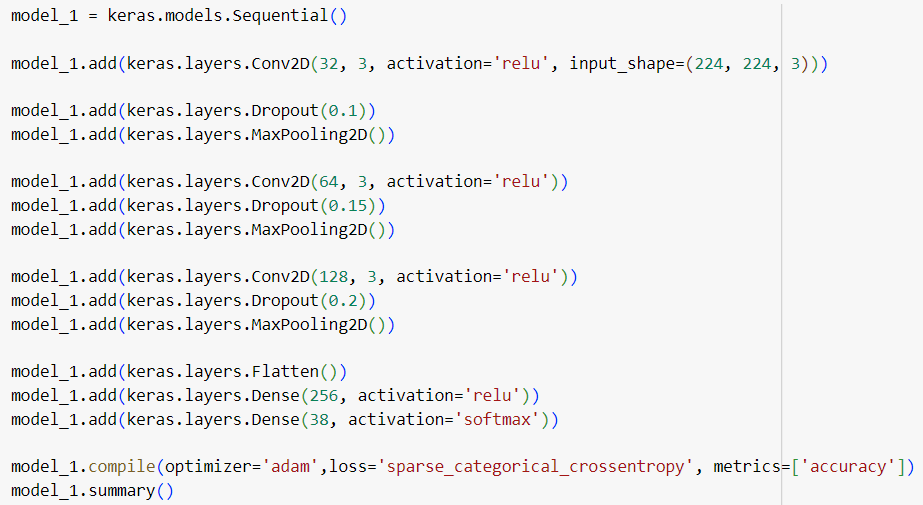 model_1 = keras.models.Sequential()
model_1.add(keras.layers.Conv2D(32, 3, activation='relu', input_shape=(224, 224, 3)))
model_1.add(keras.layers.Dropout(0.1))
model_1.add(keras.layers.MaxPooling2D())
model_1.add(keras.layers.Conv2D(64, 3, activation='relu'))
model_1.add(keras.layers.Dropout(0.15))
model_1.add(keras.layers.MaxPooling2D())
model_1.add(keras.layers.Conv2D(128, 3, activation='relu'))
model_1.add(keras.layers.Dropout(0.2))
model_1.add(keras.layers.MaxPooling2D())
model_1.add(keras.layers.Flatten())
model_1.add(keras.layers.Dense(256, activation='relu'))
model_1.add(keras.layers.Dense(38, activation='softmax'))
model_1.compile(optimizer='adam',loss='sparse_categorical_crossentropy', metrics=['accuracy'])
model_1.summary()